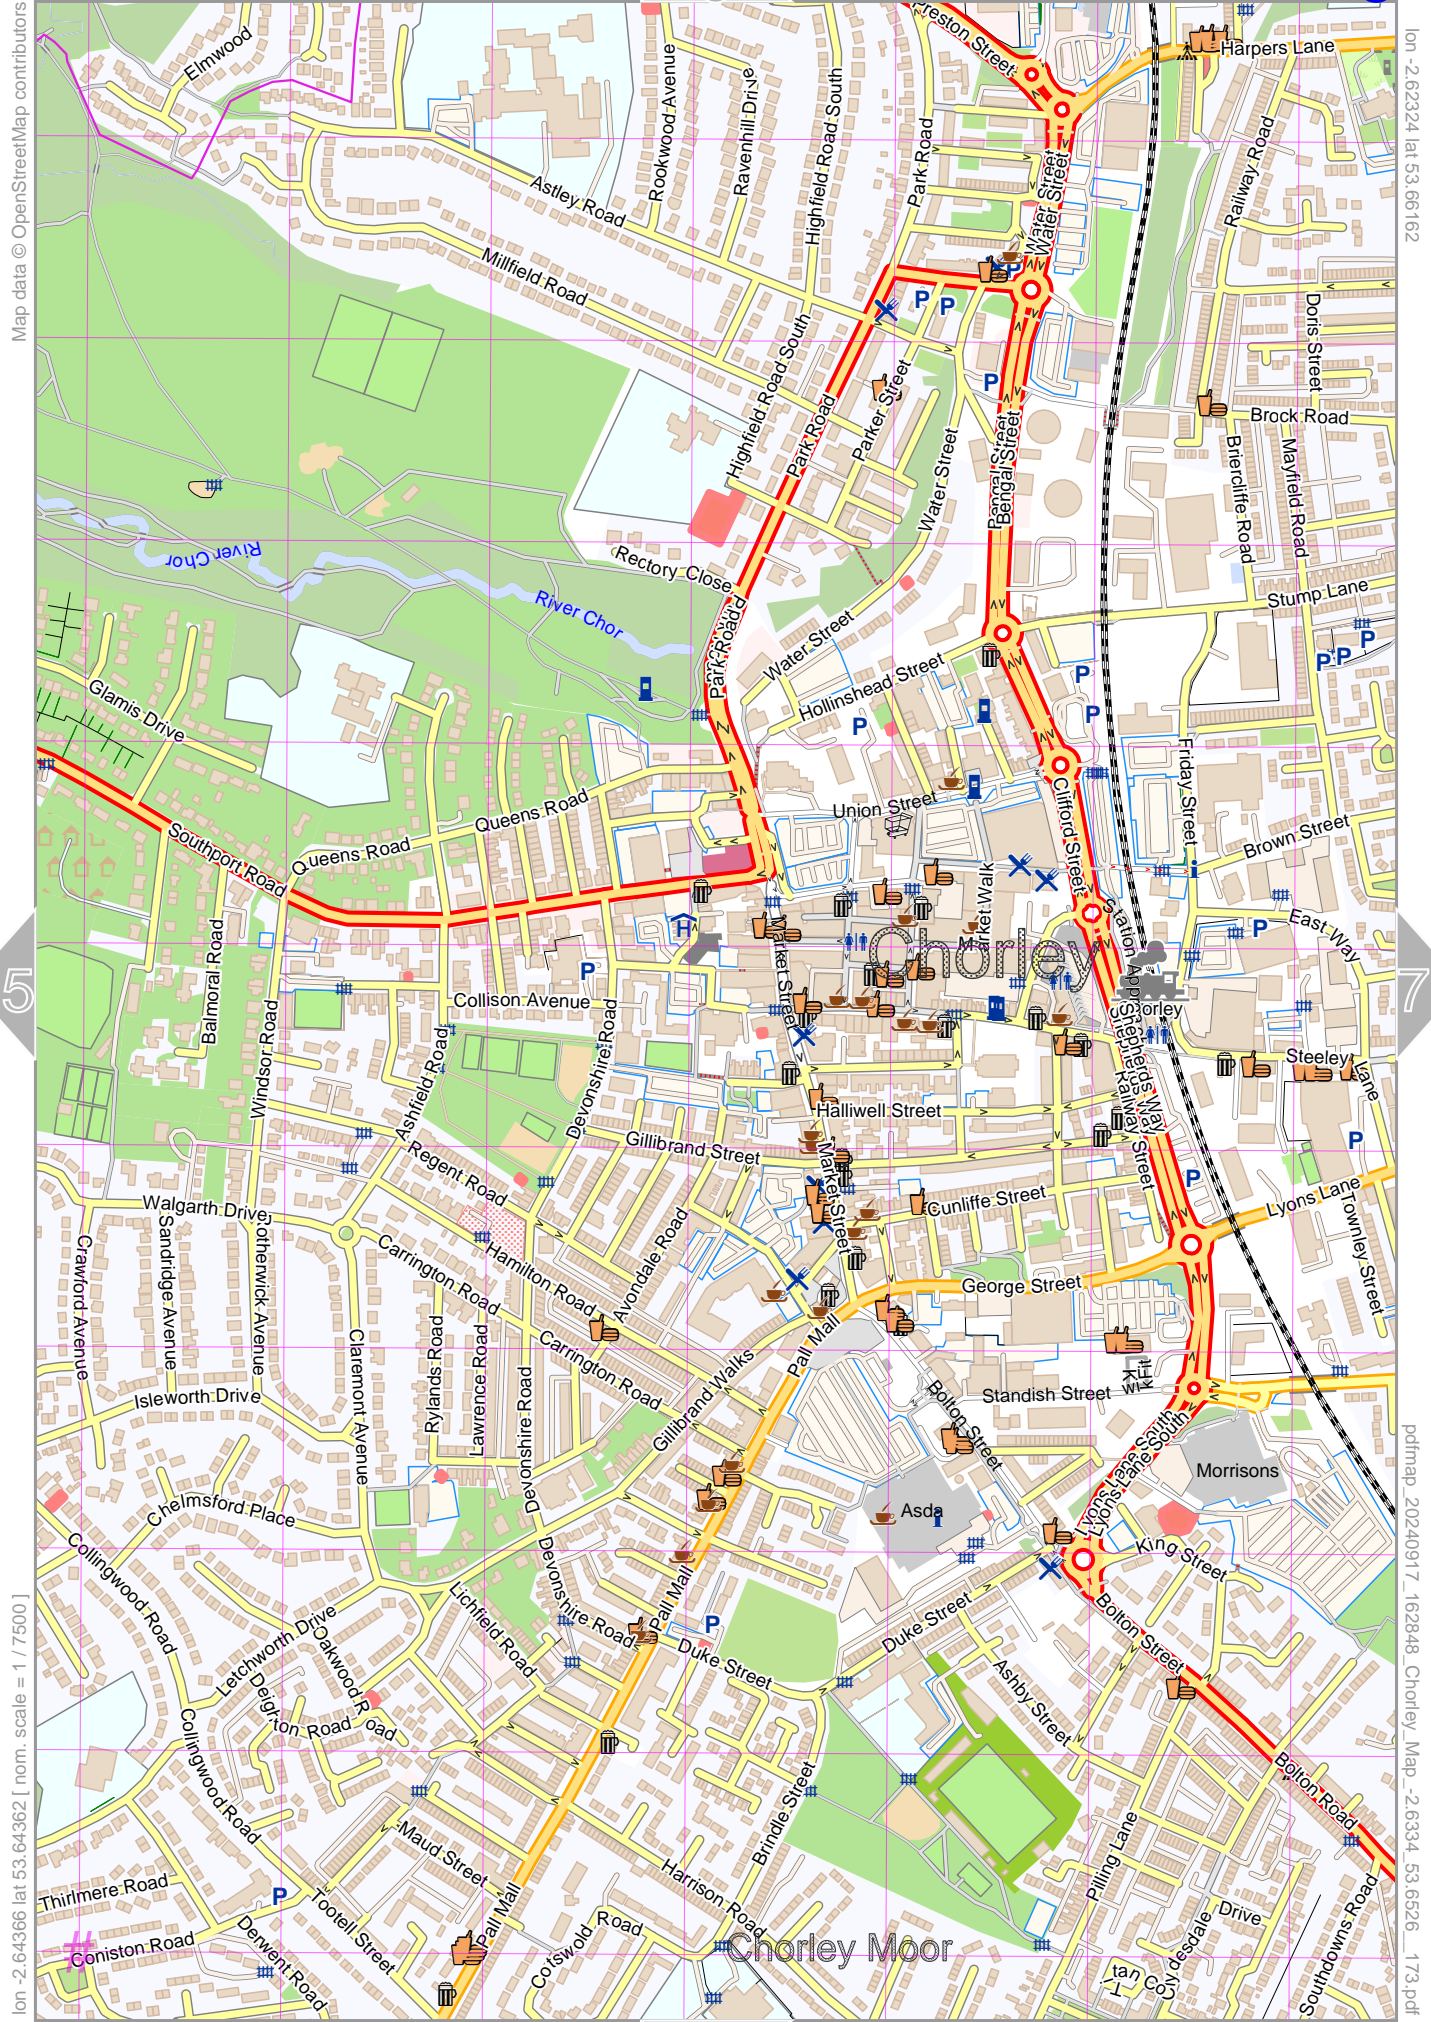 Map data © OpenStreetMap contributors
lon -2.62324 lat 53.66162
Elmwood
Preston Street
Harpers Lane
Rookwood Avenue
Ravenhill Drive
Highfield Road South
Park Road
Water Street
Water Street
Railway Road
Astley Road
Millfield Road
P
P
P
Doris Street
Highfield Road South
Park Road
Parker Street
P
Brock Road
Water Street
Bengal Street
Bengal Street
Briercliffe Road
Mayfield Road
River Chor
Rectory Close
River Chor
Stump Lane
Park Road
Water Street
Hollinshead Street
P
P
P
P
P
P
P
Glamis Drive
Friday Street
Union Street
Clifford Street
Queens Road
Queens Road
Southport Road
Brown Street
Market Walk
H
P
East Way
Balmoral Road
Market Street
Chorley
Station Approach
P
5
7
Collison Avenue
Chorley
Windsor Road
Ashfield Road
Devonshire Road
Shepherds Way
Shepherds Way
Railway Street
Steeley Lane
Halliwell Street
Regent Road
Gillibrand Street
P
P
Market Street
Walgarth Drive
Cunliffe Street
Lyons Lane
Townley Street
Crawford Avenue
Sandridge Avenue
Botherwick Avenue
Carrington Road
Hamilton Road
Avondale Road
George Street
Claremont Avenue
Rylands Road
Lawrence Road
Devonshire Road
Carrington Road
Pall Mall
Gillibrand Walks
Isleworth Drive
Bolton Street
Standish Street
Wilki
Lyons Lane South
Lyons Lane South
Morrisons
Asda
Chelmsford Place
Collingwood Road
King Street
Devonshire Road
Pall Mall
P
Lichfield Road
Letchworth Drive
Oakwood Road
Deighton Road
Duke Street
Duke Street
Bolton Street
Ashby Street
Collingwood Road
Bolton Road
Brindle Street
Maud Street
Pilling Lane
Harrison Road
Thirlmere Road
P
Tootell Street
Pall Mall
Derwent Road
Coniston Road
#
Cotswold Road
Chorley Moor
Drive
Southdowns Road
lon -2.64366 lat 53.64362 [ nom. scale = 1 / 7500]
pdfmap_20240917_162848_Chorley_Map_-2.6334_53.6526__173.pdf